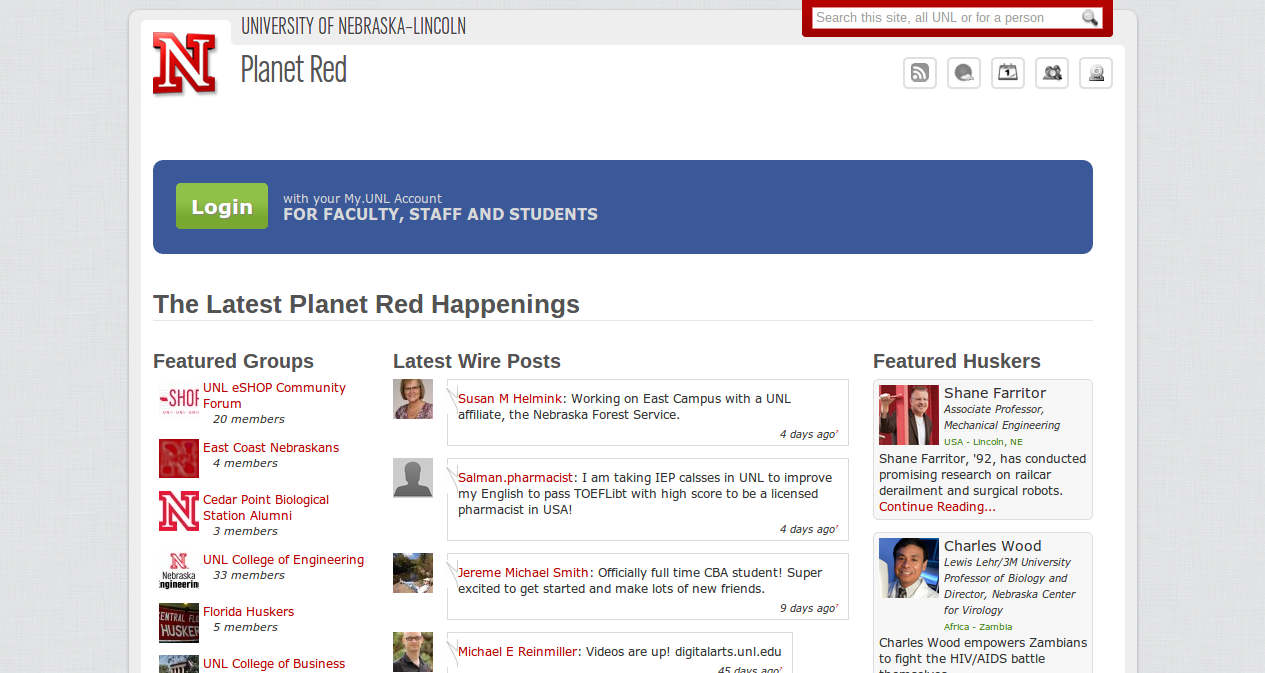 UNIVERSITY OF NEBRASKA–LINCOLN
Search this site, all UNL or for a person
N
Planet Red
1
Login
with your My.UNL Account
FOR FACULTY, STAFF AND STUDENTS
The Latest Planet Red Happenings
Featured Groups
UNL eSHOP Community
Forum
20 members
East Coast Nebraskans
4 members
N
Cedar Point Biological
Station Alumni
3 members
N
Nebraska
UNL College of Engineering
33 members
Florida Huskers
5 members
UNL College of Business
Latest Wire Posts
Susan M Helmink: Working on East Campus with a UNL
affiliate, the Nebraska Forest Service.
4 days ago?
Salman.pharmacist: I am taking IEP calsses in UNL to improve
my English to pass TOEFLibt with high score to be a licensed
pharmacist in USA!
4 days ago?
Jereme Michael Smith: Officially full time CBA student! Super
excited to get started and make lots of new friends.
9 days ago?
Michael E Reinmiller: Videos are up! digitalarts.unl.edu
45 days ago?
Featured Huskers
Shane Farritor
Associate Professor,
Mechanical Engineering
USA - Lincoln, NE
Shane Farritor, '92, has conducted
promising research on railcar
derailment and surgical robots.
Continue Reading...
Charles Wood
Lewis Lehr/3M University
Professor of Biology and
Director, Nebraska Center
for Virology
Africa - Zambia
Charles Wood empowers Zambians
to fight the HIV/AIDS battle